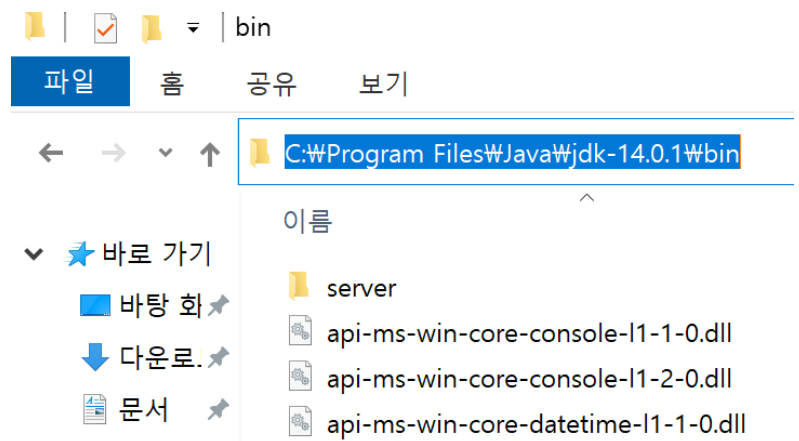 bin
파일 홈 공유 보기
C:₩Program Files₩Java₩jdk-14.0.1₩bin
이름
바로 가기
server
바탕 화
api-ms-win-core-console-l1-1-0.dll
다운로.
api-ms-win-core-console-l1-2-0.dll
문서
api-ms-win-core-datetime-l1-1-0.dll